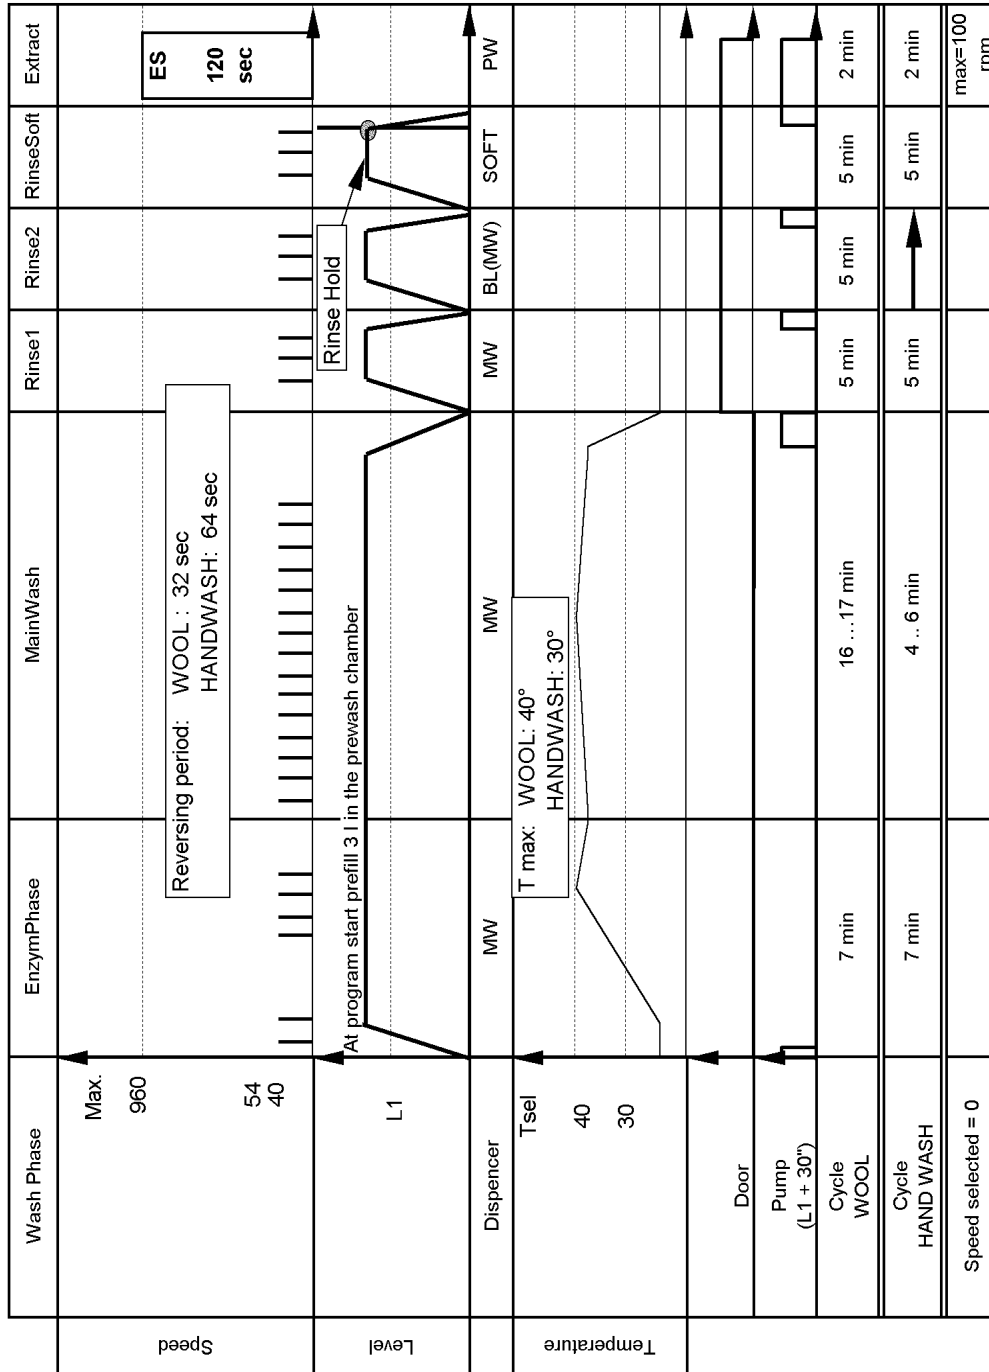 Wash Phase
EnzymPhase
MainWash
Rinse1
Rinse2
RinseSoft
Extract
Speed
Max.
960
54
40
Reversing period: WOOL : 32 sec
HANDWASH: 64 sec
ES
120
sec
Level
L1
At program start prefill 3 l in the prewash chamber
Rinse Hold
Dispencer
MW
MW
MW
BL(MW)
SOFT
PW
Temperature
Tsel
40
30
T max: WOOL: 40°
HANDWASH: 30°
Door
Pump
(L1 + 30")
Cycle
WOOL
7 min
16 ...17 min
5 min
5 min
5 min
2 min
Cycle
HAND WASH
7 min
4 .. 6 min
5 min
5 min
2 min
Speed selected = 0
max=100
rpm